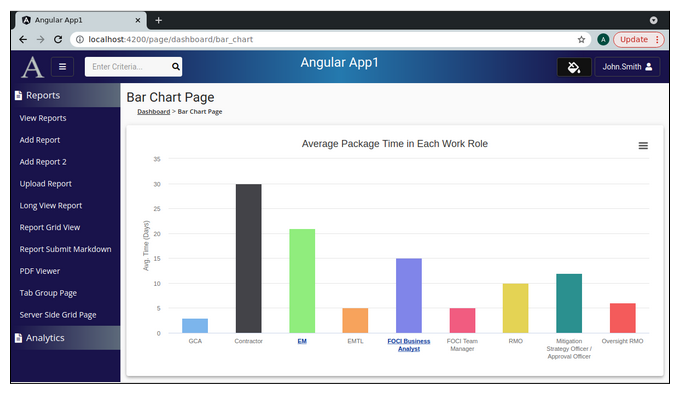 Angular App1
localhost:4200/page/dashboard/bar_chart
A
Update
A
Enter Criteria...
Angular App1
John.Smith
Reports
View Reports
Add Report
Add Report 2
Upload Report
Long View Report
Report Grid View
Report Submit Markdown
PDF Viewer
Tab Group Page
Server Side Grid Page
Analytics
Bar Chart Page
Dashboard > Bar Chart Page
Average Package Time in Each Work Role
Avg. Time (Days)
35
30
25
20
15
10
5
0
GCA
Contractor
EM
EMTL
FOCI Business
Analyst
FOCI Team
Manager
RMO
Mitigation
Strategy Officer /
Approval Officer
Oversight RMO